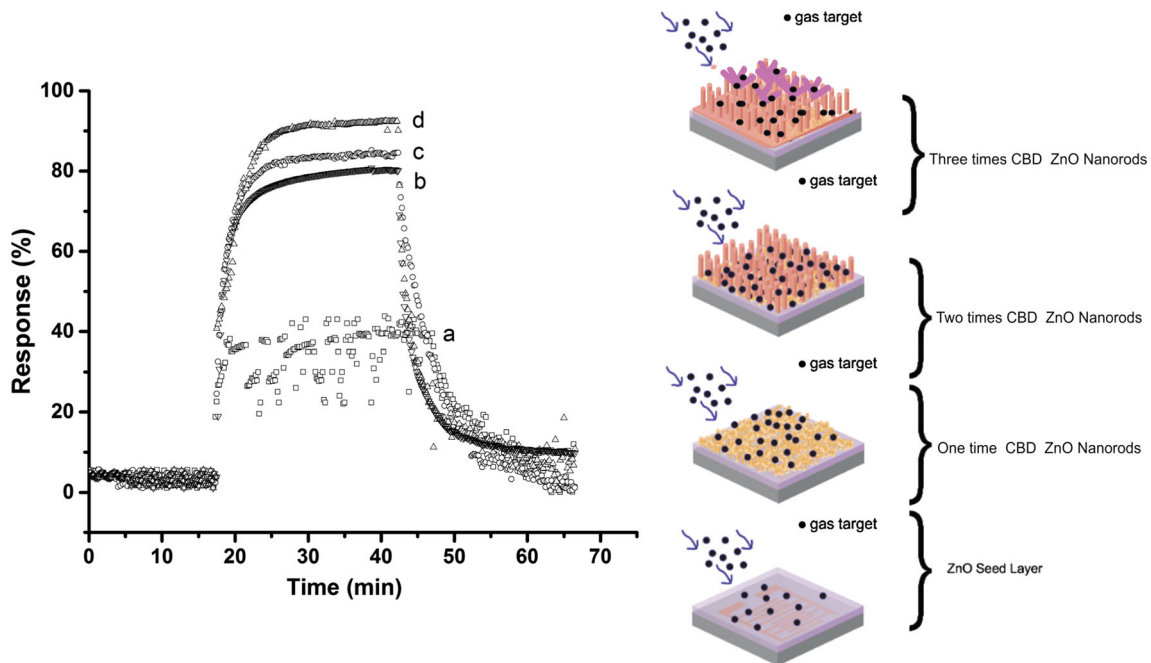 Response (%)
100
80
60
40
20
0
d
c
b
a
0 10 20 30 40 50 60 70
Time (min)
gas target
Three times CBD ZnO Nanorods
gas target
Two times CBD ZnO Nanorods
gas target
One time CBD ZnO Nanorods
gas target
ZnO Seed Layer